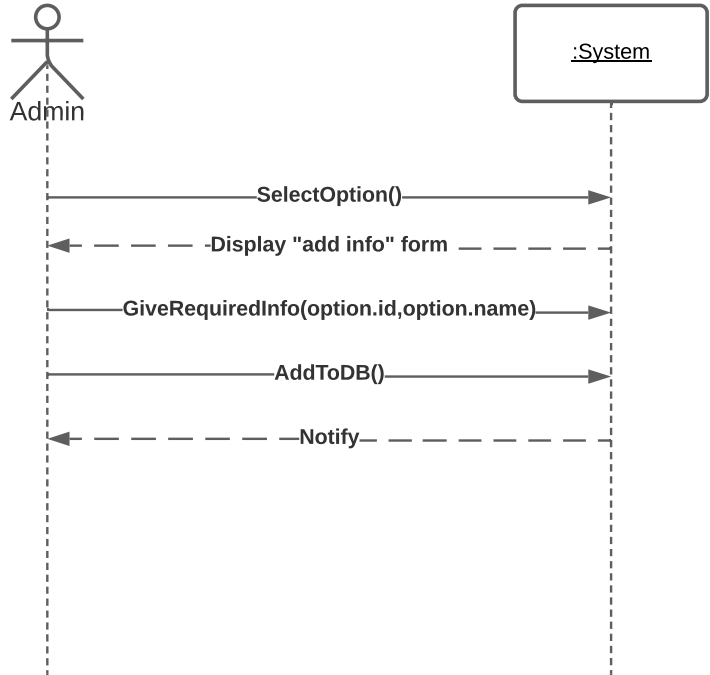 Admin
:System
SelectOption()
Display "add info" form
GiveRequiredInfo(option.id,option.name)
AddToDB()
Notify